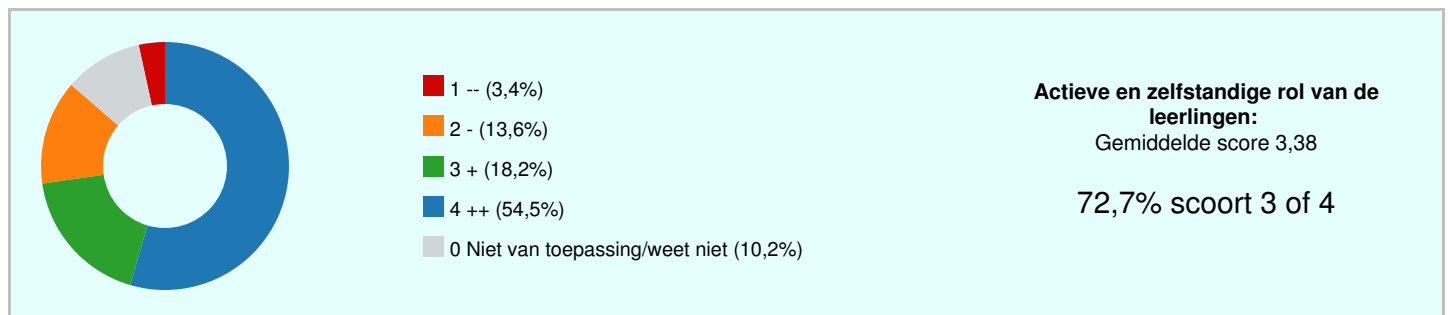 1 -- (3,4%)
2 - (13,6%)
3 + (18,2%)
4 ++ (54,5%)
0 Niet van toepassing/weet niet (10,2%)
Actieve en zelfstandige rol van de
leerlingen:
Gemiddelde score 3,38
72,7% scoort 3 of 4